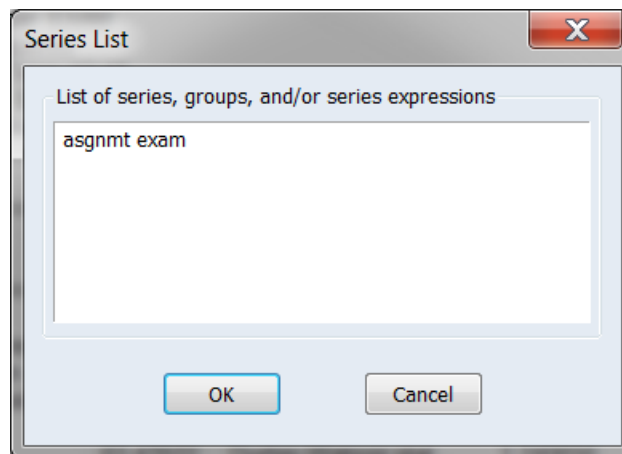 Series List
List of series, groups, and/or series expressions
asgnmt exam
OK
Cancel